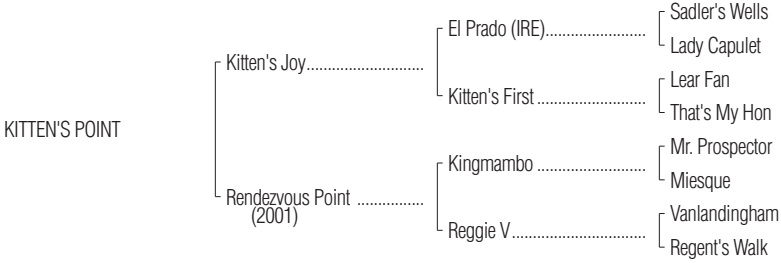 Sadler's Wells
El Prado (IRE)........................
Lady Capulet
Kitten's Joy............................
Lear Fan
Kitten's First ..........................
That's My Hon
KITTEN'S POINT
Mr. Prospector
Kingmambo ..........................
Miesque
Rendezvous Point ................
(2001)
Vanlandingham
Reggie V................................
Regent's Walk